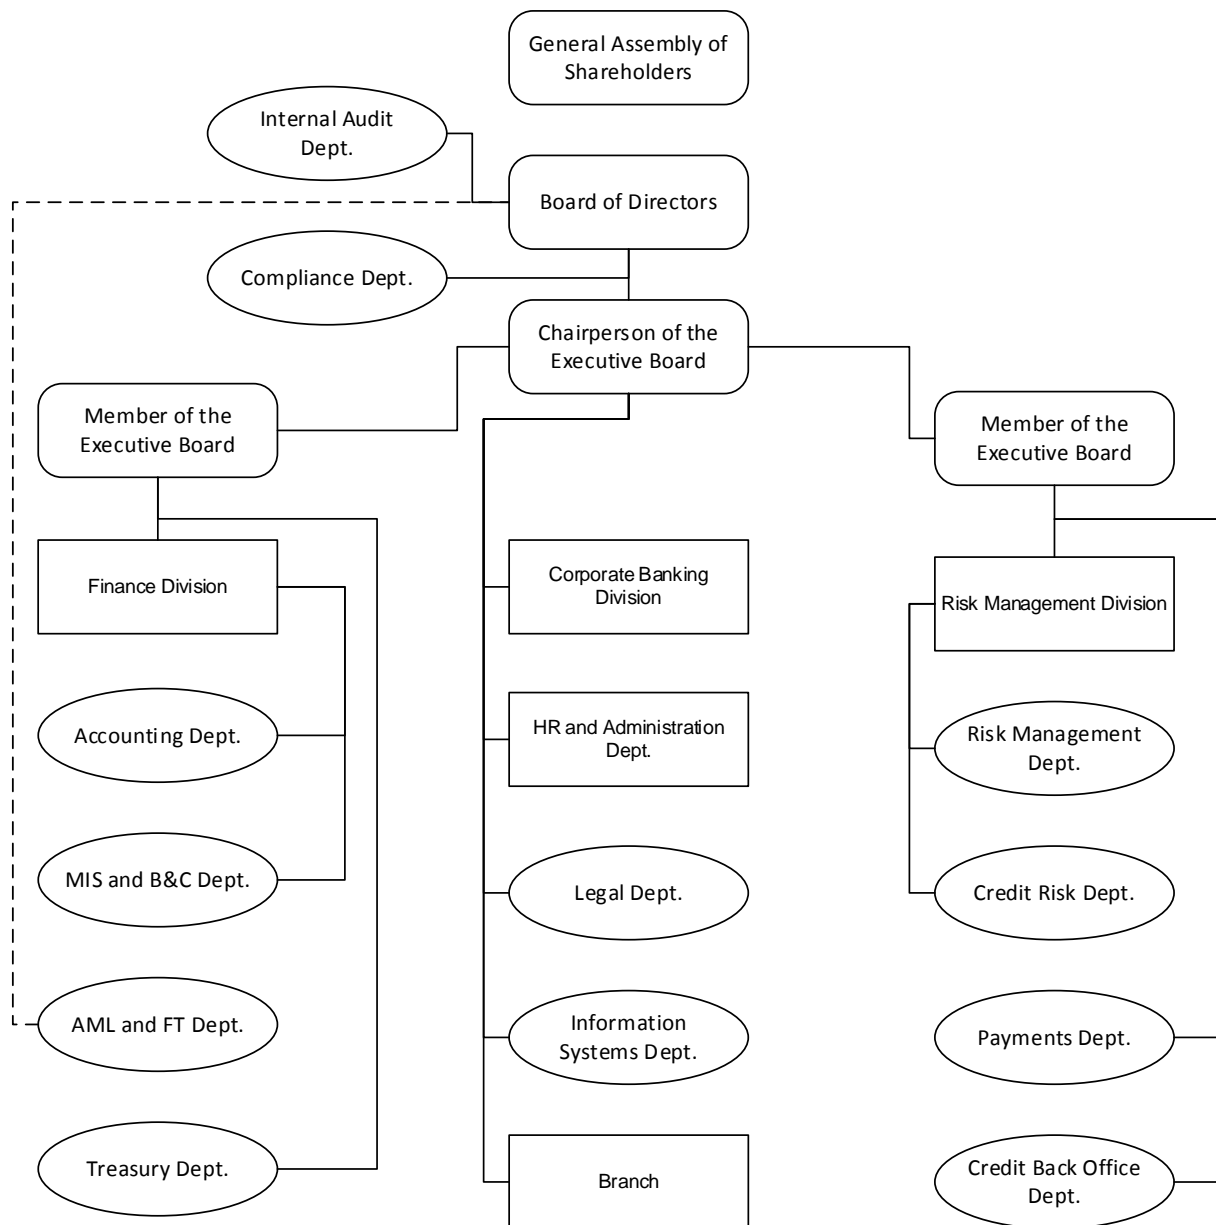 General Assembly of
Shareholders
Internal Audit
Dept.
Board of Directors
Compliance Dept.
Chairperson of the
Executive Board
Member of the
Executive Board
Member of the
Executive Board
Finance Division
Corporate Banking
Division
Risk Management Division
Accounting Dept.
HR and Administration
Dept.
Risk Management
Dept.
MIS and B&C Dept.
Legal Dept.
Credit Risk Dept.
AML and FT Dept.
Information
Systems Dept.
Payments Dept.
Treasury Dept.
Branch
Credit Back Office
Dept.